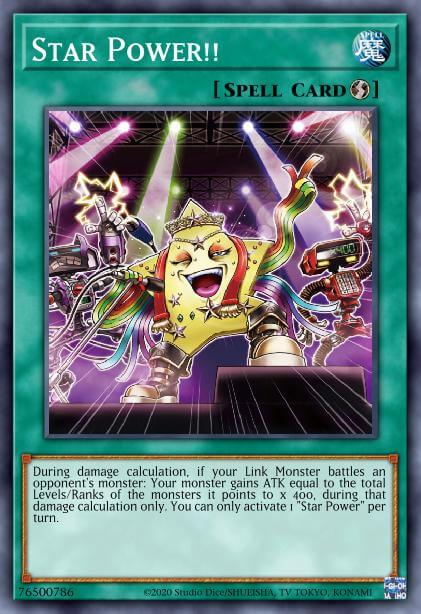 STAR POWER!!
SPELL
魔
[SPELL CARD]
400
During damage calculation, if your Link Monster battles an
opponent's monster: Your monster gains ATK equal to the total
Levels/Ranks of the monsters it points to x 400, during that
damage calculation only. You can only activate 1 "Star Power" per
turn.
76500786
©2020 Studio Dice/SHUEISHA, TV TOKYO, KONAMI